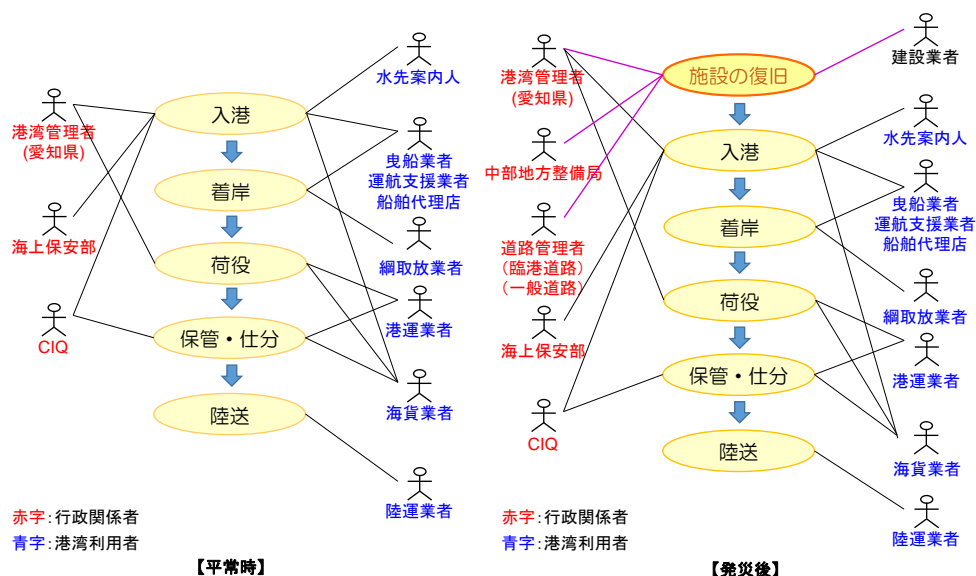 水先案内人
港湾管理者
(愛知県)
入港
曳船業者
運航支援業者
船舶代理店
着岸
海上保安部
綱取放業者
荷役
港運業者
CIQ
保管・仕分
海貨業者
陸送
陸運業者
赤字:行政関係者
青字:港湾利用者
【平常時】
建設業者
港湾管理者
(愛知県)
施設の復旧
水先案内人
中部地方整備局
入港
曳船業者
運航支援業者
船舶代理店
道路管理者
(臨港道路)
(一般道路)
着岸
綱取放業者
荷役
海上保安部
港運業者
保管・仕分
CIQ
海貨業者
陸送
陸運業者
赤字:行政関係者
青字:港湾利用者
【発災後】